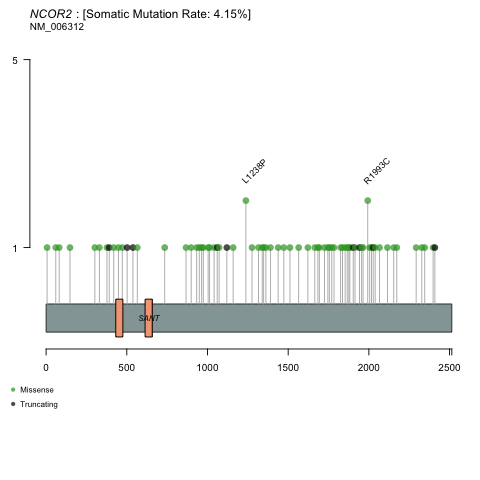 NCOR2 : [Somatic Mutation Rate: 4.15%]
NM_006312
5
L1238P
R1993C
1
SANT
0 500 1000 1500 2000 2500
Missense
Truncating